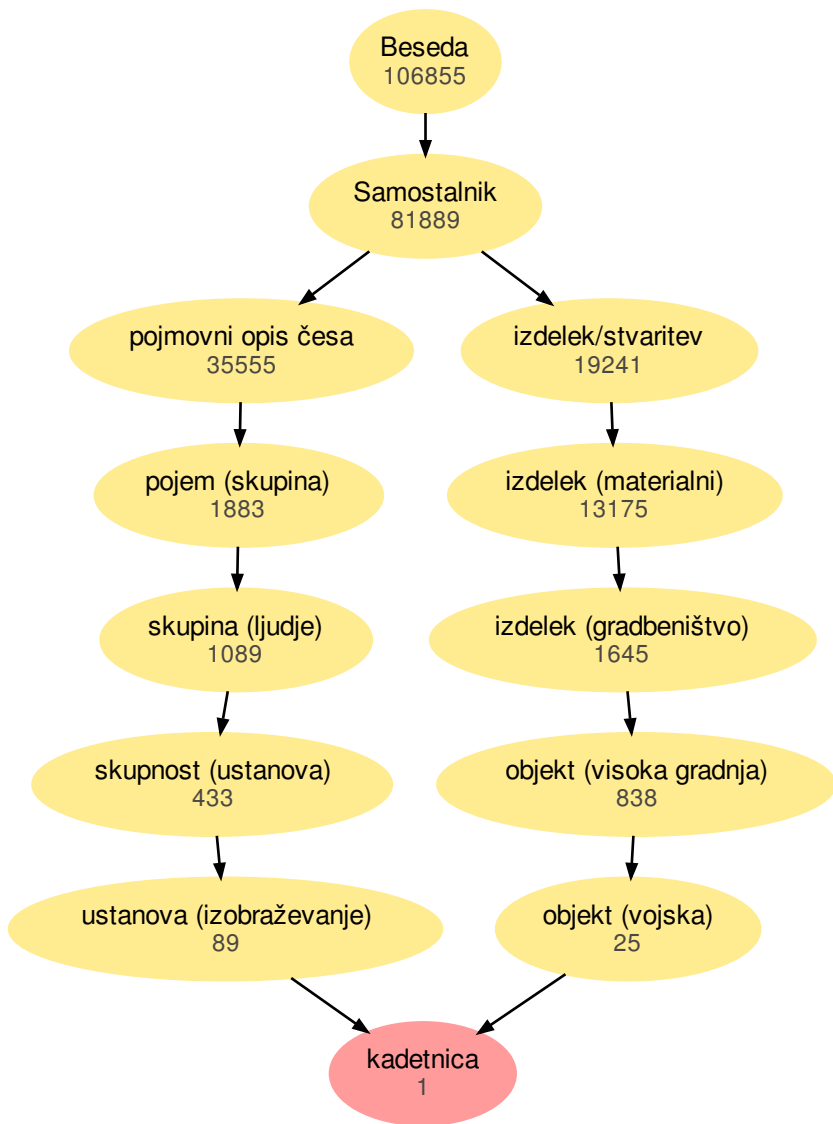 Beseda
106855
Samostalnik
81889
pojmovni opis česa
35555
izdelek/stvaritev
19241
pojem (skupina)
1883
izdelek (materialni)
13175
skupina (ljudje)
1089
izdelek (gradbeništvo)
1645
skupnost (ustanova)
433
objekt (visoka gradnja)
838
ustanova (izobraževanje)
89
objekt (vojska)
25
kadetnica
1